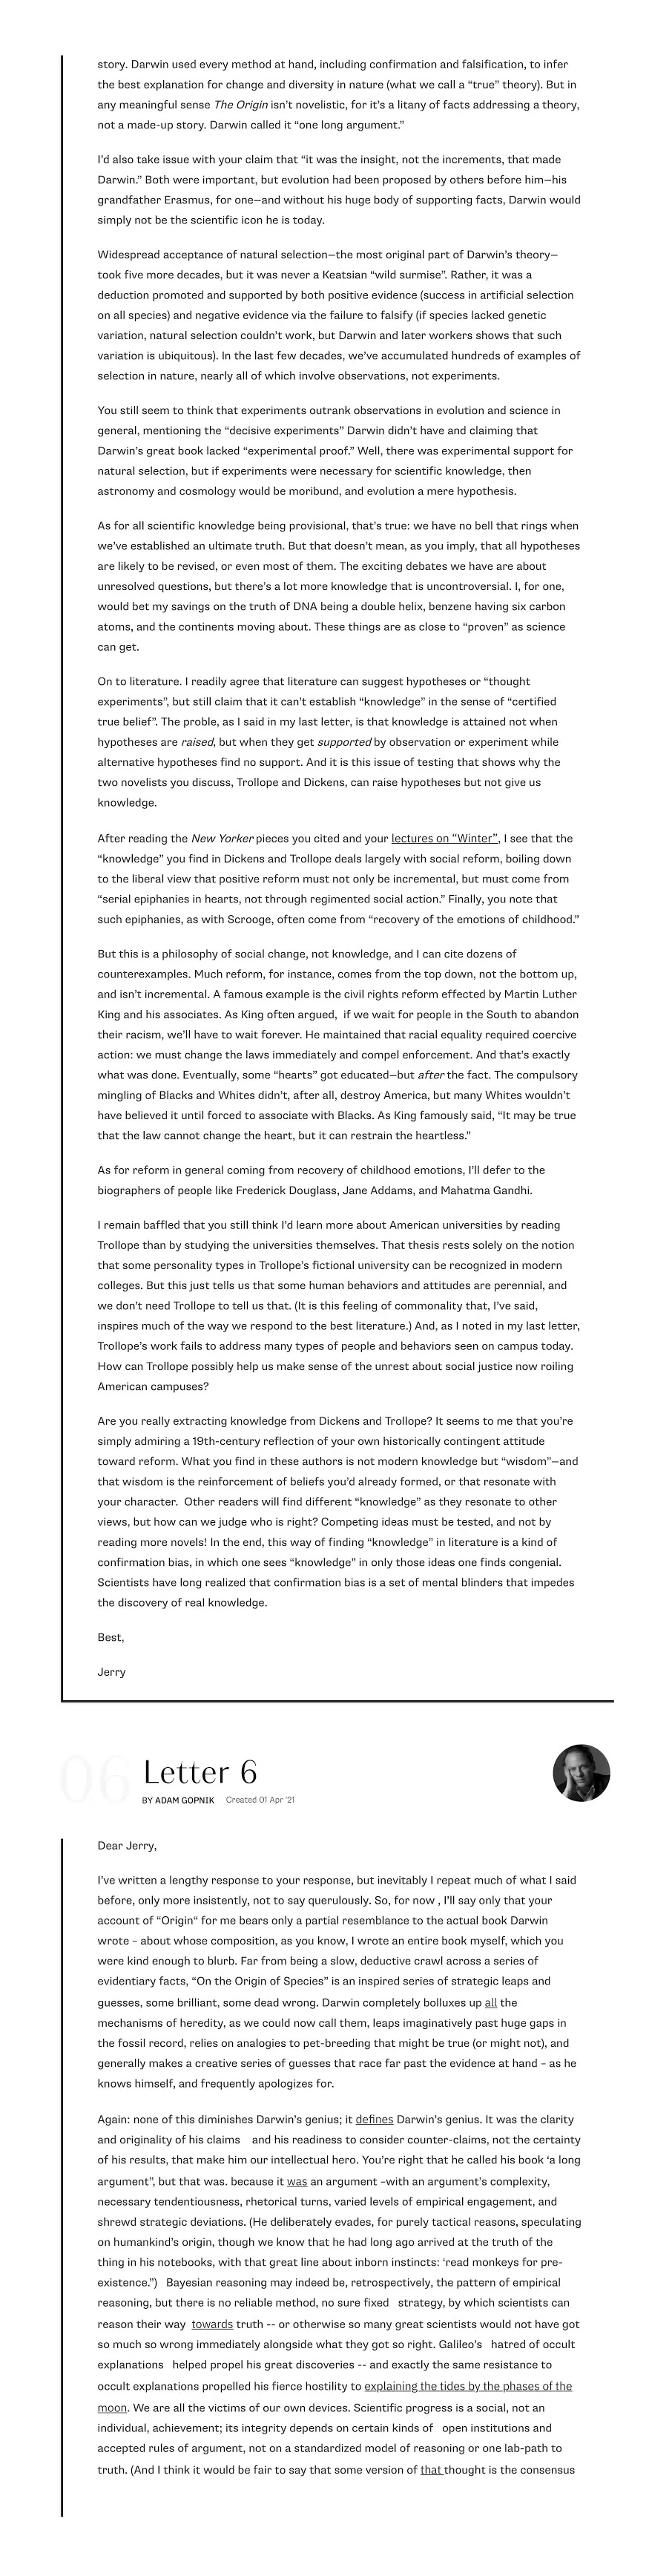 story. Darwin used every method at hand, including confirmation and falsification, to infer
the best explanation for change and diversity in nature (what we call a “true” theory). But in
any meaningful sense The Origin isn’t novelistic, for it’s a litany of facts addressing a theory,
not a made-up story. Darwin called it “one long argument.”
I’d also take issue with your claim that “it was the insight, not the increments, that made
Darwin.” Both were important, but evolution had been proposed by others before him—his
grandfather Erasmus, for one—and without his huge body of supporting facts, Darwin would
simply not be the scientific icon he is today.
Widespread acceptance of natural selection—the most original part of Darwin’s theory—
took five more decades, but it was never a Keatsian “wild surmise”. Rather, it was a
deduction promoted and supported by both positive evidence (success in artificial selection
on all species) and negative evidence via the failure to falsify (if species lacked genetic
variation, natural selection couldn’t work, but Darwin and later workers shows that such
variation is ubiquitous). In the last few decades, we’ve accumulated hundreds of examples of
selection in nature, nearly all of which involve observations, not experiments.
You still seem to think that experiments outrank observations in evolution and science in
general, mentioning the “decisive experiments” Darwin didn’t have and claiming that
Darwin’s great book lacked “experimental proof.” Well, there was experimental support for
natural selection, but if experiments were necessary for scientific knowledge, then
astronomy and cosmology would be moribund, and evolution a mere hypothesis.
As for all scientific knowledge being provisional, that’s true: we have no bell that rings when
we’ve established an ultimate truth. But that doesn’t mean, as you imply, that all hypotheses
are likely to be revised, or even most of them. The exciting debates we have are about
unresolved questions, but there’s a lot more knowledge that is uncontroversial. I, for one,
would bet my savings on the truth of DNA being a double helix, benzene having six carbon
atoms, and the continents moving about. These things are as close to “proven” as science
can get.
On to literature. I readily agree that literature can suggest hypotheses or “thought
experiments”, but still claim that it can’t establish “knowledge” in the sense of “certified
true belief”. The proble, as I said in my last letter, is that knowledge is attained not when
hypotheses are raised, but when they get supported by observation or experiment while
alternative hypotheses find no support. And it is this issue of testing that shows why the
two novelists you discuss, Trollope and Dickens, can raise hypotheses but not give us
knowledge.
After reading the New Yorker pieces you cited and your lectures on “Winter”, I see that the
“knowledge” you find in Dickens and Trollope deals largely with social reform, boiling down
to the liberal view that positive reform must not only be incremental, but must come from
“serial epiphanies in hearts, not through regimented social action.” Finally, you note that
such epiphanies, as with Scrooge, often come from “recovery of the emotions of childhood.”
But this is a philosophy of social change, not knowledge, and I can cite dozens of
counterexamples. Much reform, for instance, comes from the top down, not the bottom up,
and isn’t incremental. A famous example is the civil rights reform effected by Martin Luther
King and his associates. As King often argued,  if we wait for people in the South to abandon
their racism, we’ll have to wait forever. He maintained that racial equality required coercive
action: we must change the laws immediately and compel enforcement. And that’s exactly
what was done. Eventually, some “hearts” got educated—but after the fact. The compulsory
mingling of Blacks and Whites didn’t, after all, destroy America, but many Whites wouldn’t
have believed it until forced to associate with Blacks. As King famously said, “It may be true
that the law cannot change the heart, but it can restrain the heartless.”
As for reform in general coming from recovery of childhood emotions, I’ll defer to the
biographers of people like Frederick Douglass, Jane Addams, and Mahatma Gandhi.
I remain baffled that you still think I’d learn more about American universities by reading
Trollope than by studying the universities themselves. That thesis rests solely on the notion
that some personality types in Trollope’s fictional university can be recognized in modern
colleges. But this just tells us that some human behaviors and attitudes are perennial, and
we don’t need Trollope to tell us that. (It is this feeling of commonality that, I’ve said,
inspires much of the way we respond to the best literature.) And, as I noted in my last letter,
Trollope’s work fails to address many types of people and behaviors seen on campus today.
How can Trollope possibly help us make sense of the unrest about social justice now roiling
American campuses?
Are you really extracting knowledge from Dickens and Trollope? It seems to me that you’re
simply admiring a 19th-century reflection of your own historically contingent attitude
toward reform. What you find in these authors is not modern knowledge but “wisdom”—and
that wisdom is the reinforcement of beliefs you’d already formed, or that resonate with
your character.  Other readers will find different “knowledge” as they resonate to other
views, but how can we judge who is right? Competing ideas must be tested, and not by
reading more novels! In the end, this way of finding “knowledge” in literature is a kind of
confirmation bias, in which one sees “knowledge” in only those ideas one finds congenial.
Scientists have long realized that confirmation bias is a set of mental blinders that impedes
the discovery of real knowledge.
Best,
Jerry
06 Letter 6
BY ADAM GOPNIK Created 01 Apr '21
Dear Jerry,
I’ve written a lengthy response to your response, but inevitably I repeat much of what I said
before, only more insistently, not to say querulously. So, for now , I’ll say only that your
account of “Origin“ for me bears only a partial resemblance to the actual book Darwin
wrote – about whose composition, as you know, I wrote an entire book myself, which you
were kind enough to blurb. Far from being a slow, deductive crawl across a series of
evidentiary facts, “On the Origin of Species” is an inspired series of strategic leaps and
guesses, some brilliant, some dead wrong. Darwin completely bolluxes up all the
mechanisms of heredity, as we could now call them, leaps imaginatively past huge gaps in
the fossil record, relies on analogies to pet-breeding that might be true (or might not), and
generally makes a creative series of guesses that race far past the evidence at hand – as he
knows himself, and frequently apologizes for.
Again: none of this diminishes Darwin’s genius; it defines Darwin’s genius. It was the clarity
and originality of his claims   and his readiness to consider counter-claims, not the certainty
of his results, that make him our intellectual hero. You’re right that he called his book ‘a long
argument”, but that was. because it was an argument –with an argument’s complexity,
necessary tendentiousness, rhetorical turns, varied levels of empirical engagement, and
shrewd strategic deviations. (He deliberately evades, for purely tactical reasons, speculating
on humankind’s origin, though we know that he had long ago arrived at the truth of the
thing in his notebooks, with that great line about inborn instincts: ‘read monkeys for pre-
existence.”)   Bayesian reasoning may indeed be, retrospectively, the pattern of empirical
reasoning, but there is no reliable method, no sure fixed   strategy, by which scientists can
reason their way  towards truth -- or otherwise so many great scientists would not have got
so much so wrong immediately alongside what they got so right. Galileo’s   hatred of occult
explanations   helped propel his great discoveries -- and exactly the same resistance to
occult explanations propelled his fierce hostility to explaining the tides by the phases of the
moon. We are all the victims of our own devices. Scientific progress is a social, not an
individual, achievement; its integrity depends on certain kinds of   open institutions and
accepted rules of argument, not on a standardized model of reasoning or one lab-path to
truth. (And I think it would be fair to say that some version of that thought is the consensus